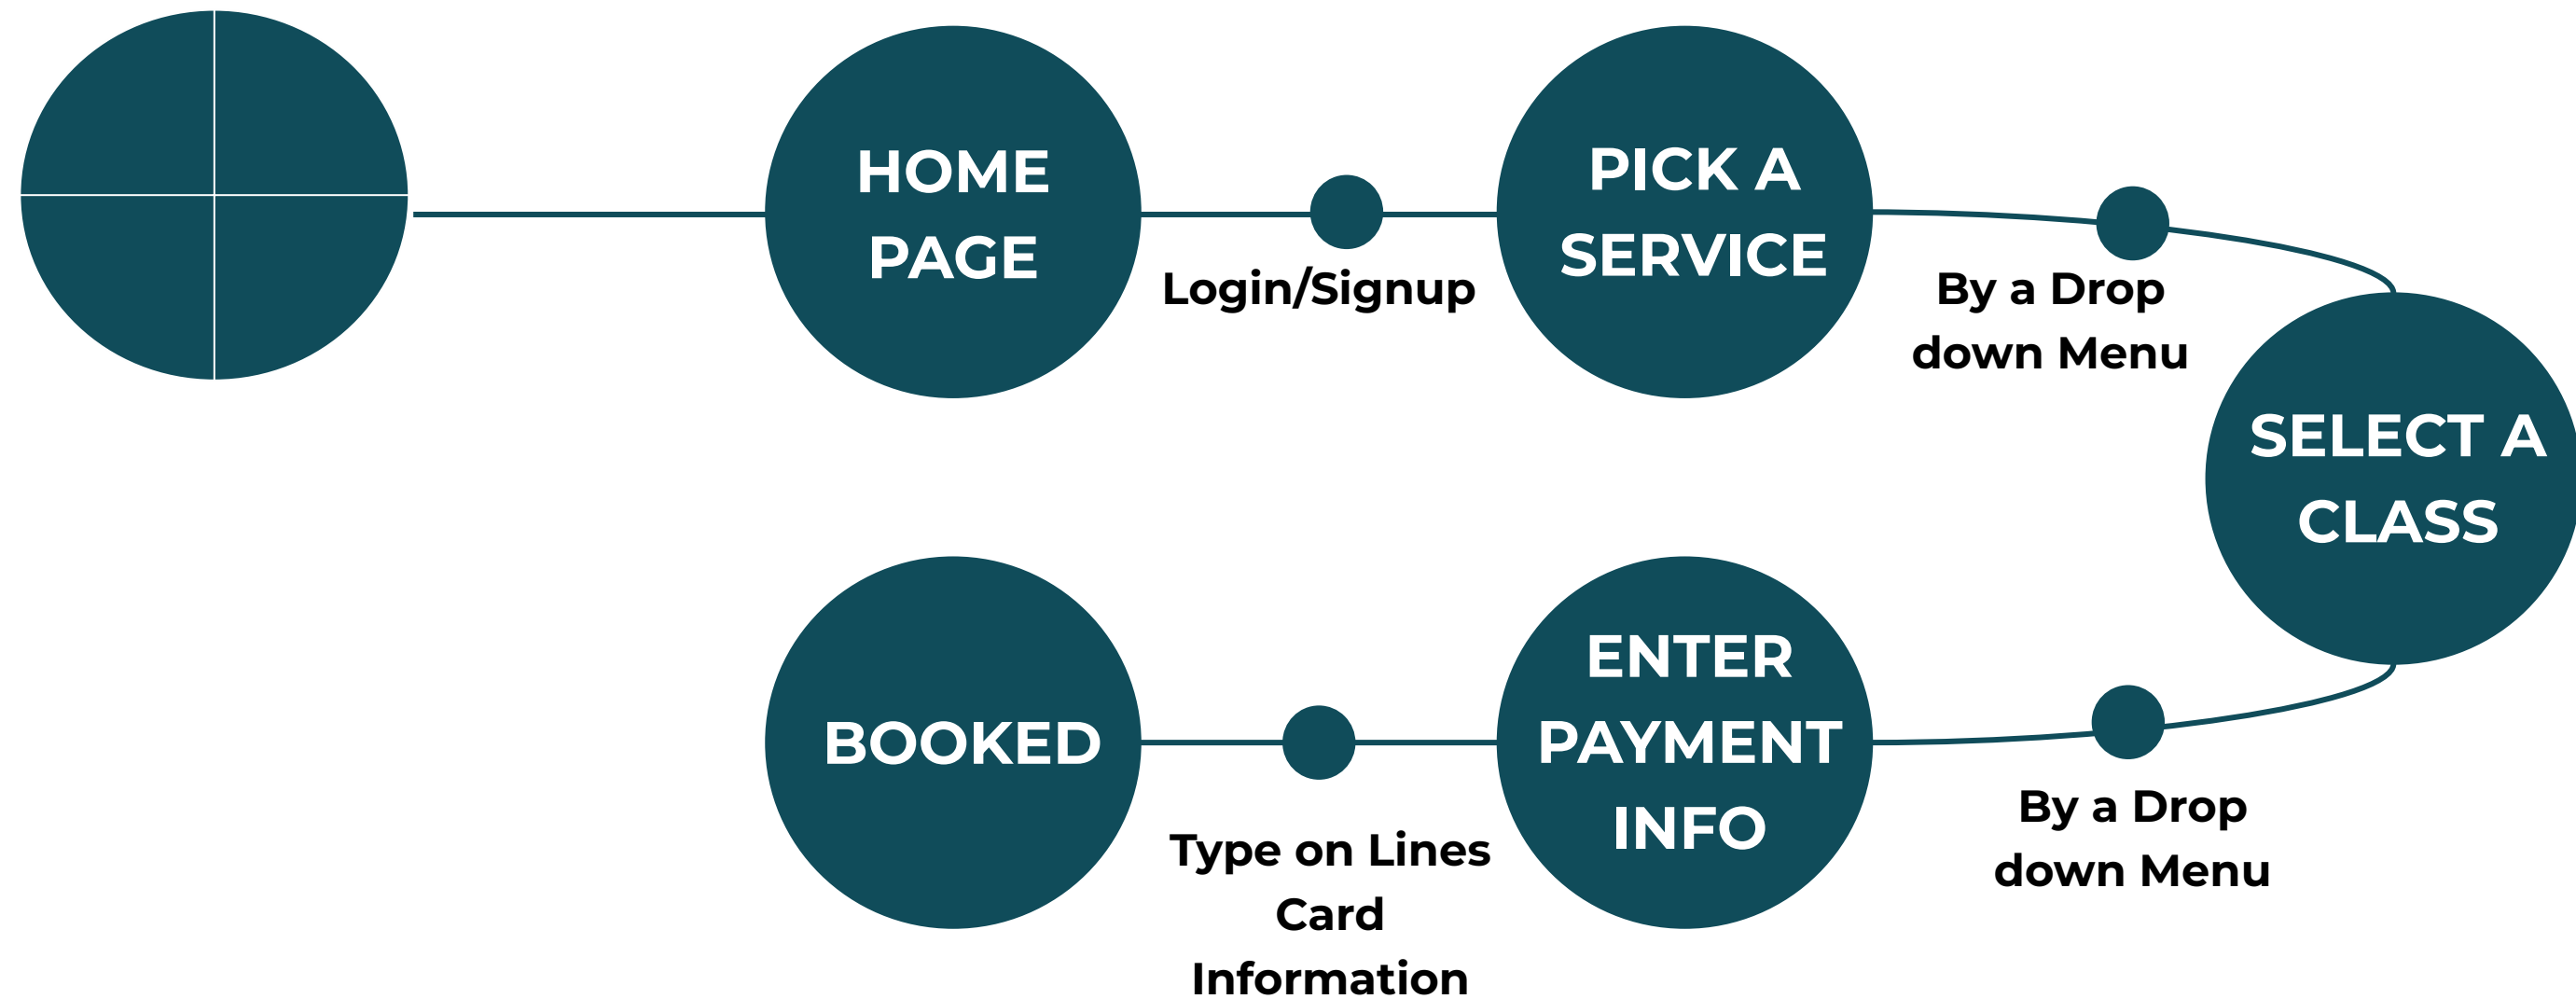 HOME
PAGE
Login/Signup
PICK A
SERVICE
By a Drop
down Menu
SELECT A
CLASS
By a Drop
down Menu
ENTER
PAYMENT
INFO
Type on Lines
Card
Information
BOOKED